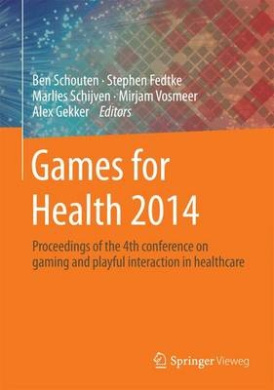 Ben Schouten · Stephen Fedtke
Marlies Schijven · Mirjam Vosmeer
Alex Gekker Editors
Games for
Health 2014
Proceedings of the 4th conference on
gaming and playful interaction in healthcare
Springer Vieweg